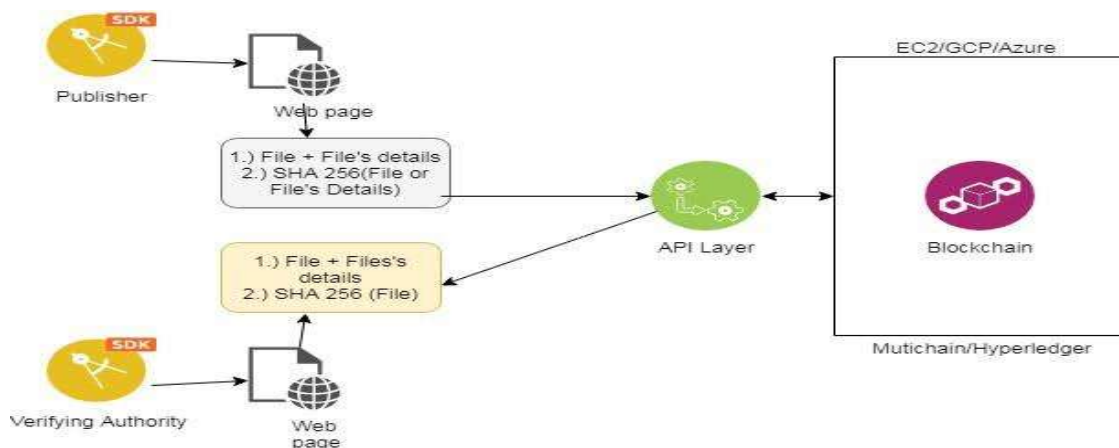 SDK
Publisher
Web page
1.) File + File's details
2.) SHA 256(File or
File's Details)
EC2/GCP/Azure
API Layer
Blockchain
Mutichain/Hyperledger
1.) File + Files's
details
2.) SHA 256 (File)
SDK
Verifying Authority
Web
page